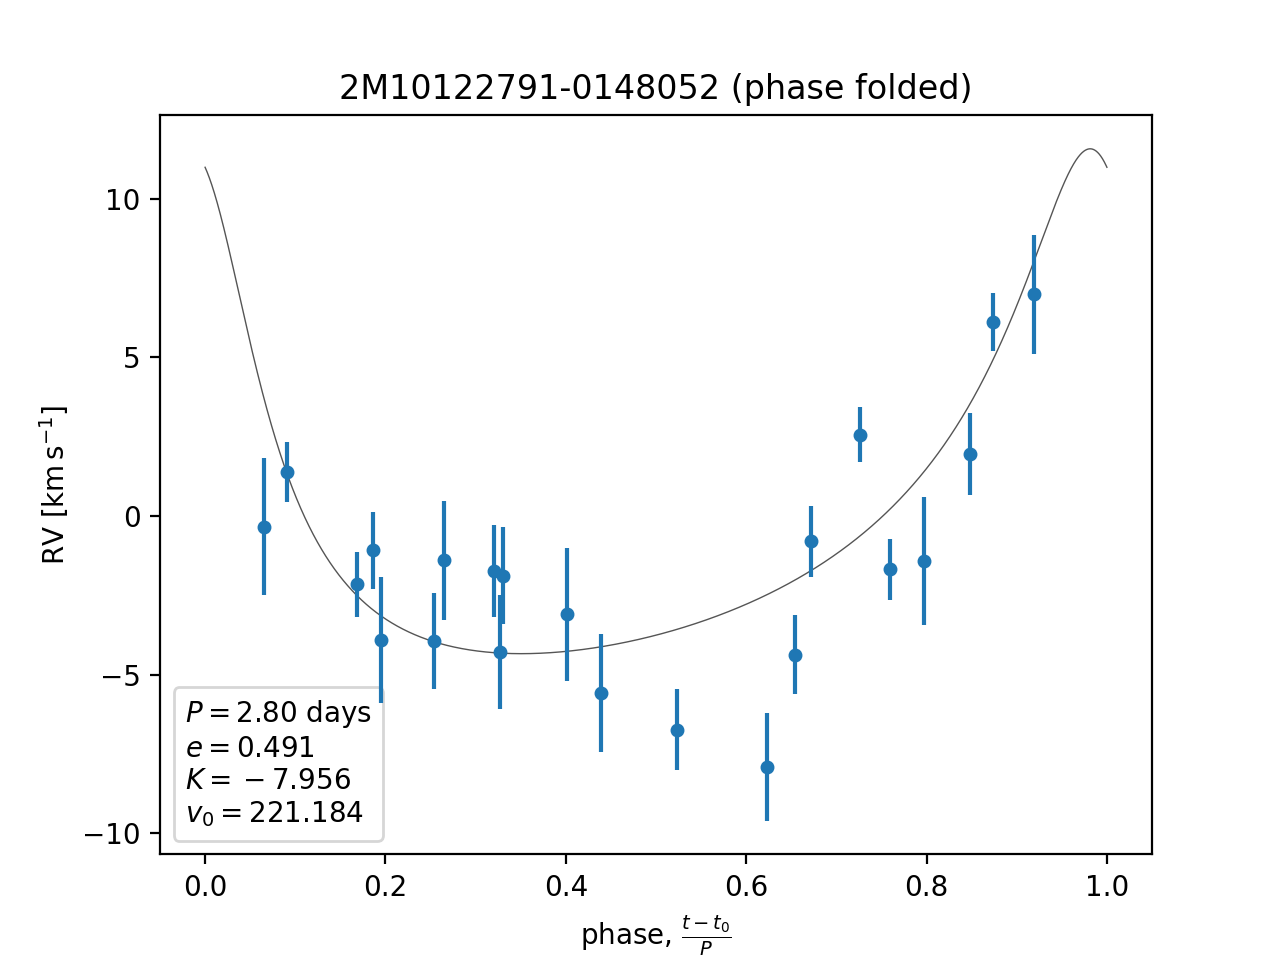 2M10122791-0148052 (phase folded)
RV [km s⁻¹]
10
5
0
−5
−10
P = 2.80 days
e = 0.491
K = −7.956
v₀ = 221.184
0.0 0.2 0.4 0.6 0.8 1.0
phase, (t − t₀)/P